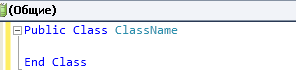 (Общие)
Public Class ClassName
End Class